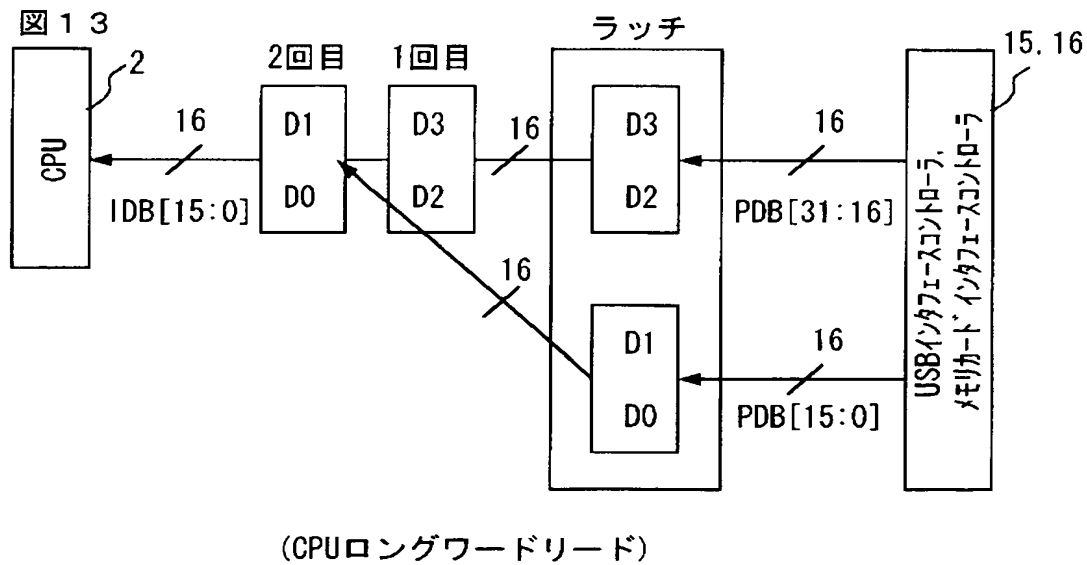 図13
ラッチ
15,16
2
2回目
1回目
CPU
16
IDB[15:0]
D1
D0
D3
D2
16
D3
D2
16
PDB[31:16]
16
D1
D0
16
PDB[15:0]
USBインタフェースコントローラ,
メモリカードインタフェースコントローラ
(CPUロングワードリード)